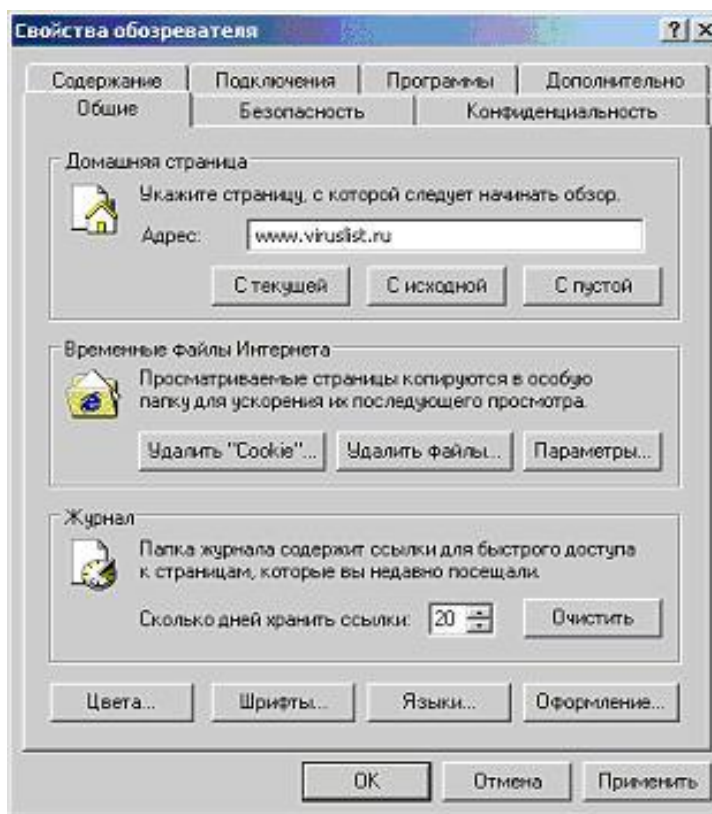 Свойства обозревателя
Содержание Подключения Программы Дополнительно
Общие Безопасность Конфиденциальность
Домашняя страница
Укажите страницу, с которой следует начинать обзор.
Адрес: www.viruslist.ru
С текущей С исходной С пустой
Временные файлы Интернета
Просматриваемые страницы копируются в особую
папку для ускорения их последующего просмотра.
Удалить "Cookie"... Удалить файлы... Параметры...
Журнал
Папка журнала содержит ссылки для быстрого доступа
к страницам, которые вы недавно посещали.
Сколько дней хранить ссылки: 20 Очистить
Цвета... Шрифты... Языки... Оформление...
OK Отмена Применить